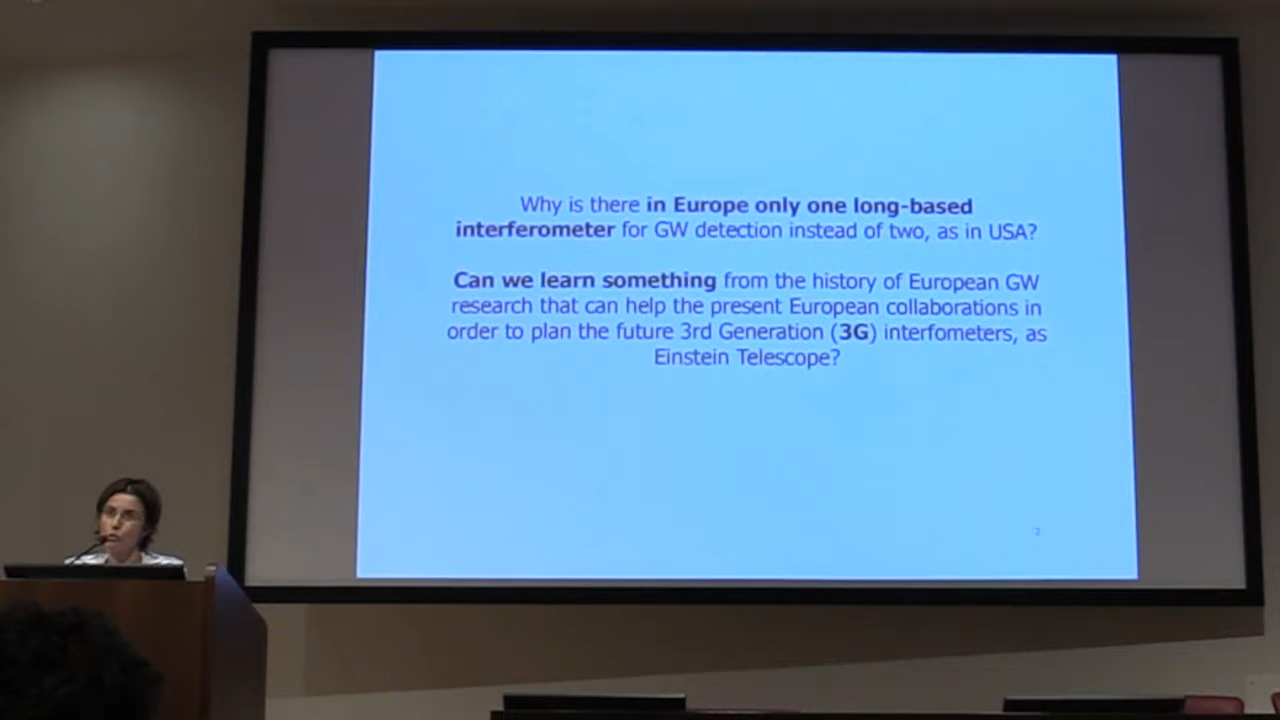 Why is there in Europe only one long-based
interferometer for GW detection instead of two, as in USA?
Can we learn something from the history of European GW
research that can help the present European collaborations in
order to plan the future 3rd Generation (3G) interfometers, as
Einstein Telescope?
2